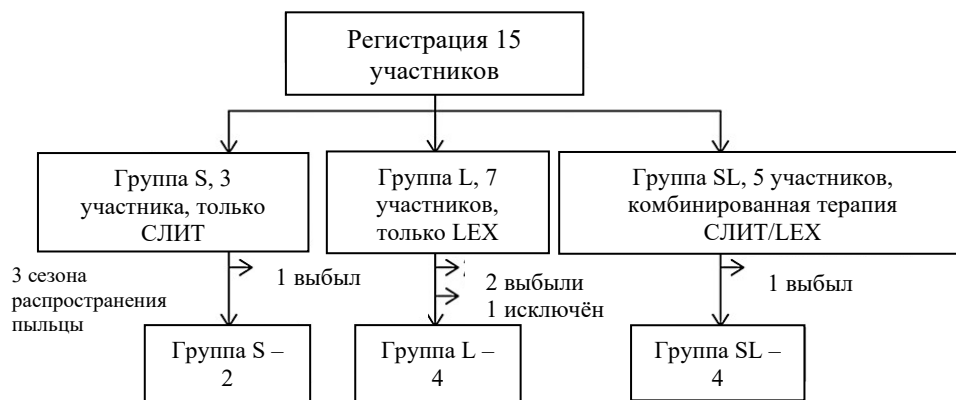 Регистрация 15
участников
Группа S, 3
участника, только
СЛИТ
Группа L, 7
участников,
только LEX
Группа SL, 5 участников,
комбинированная терапия
СЛИТ/LEX
3 сезона
распространения
пыльцы
1 выбыл
2 выбыли
1 исключён
1 выбыл
Группа S –
2
Группа L –
4
Группа SL –
4